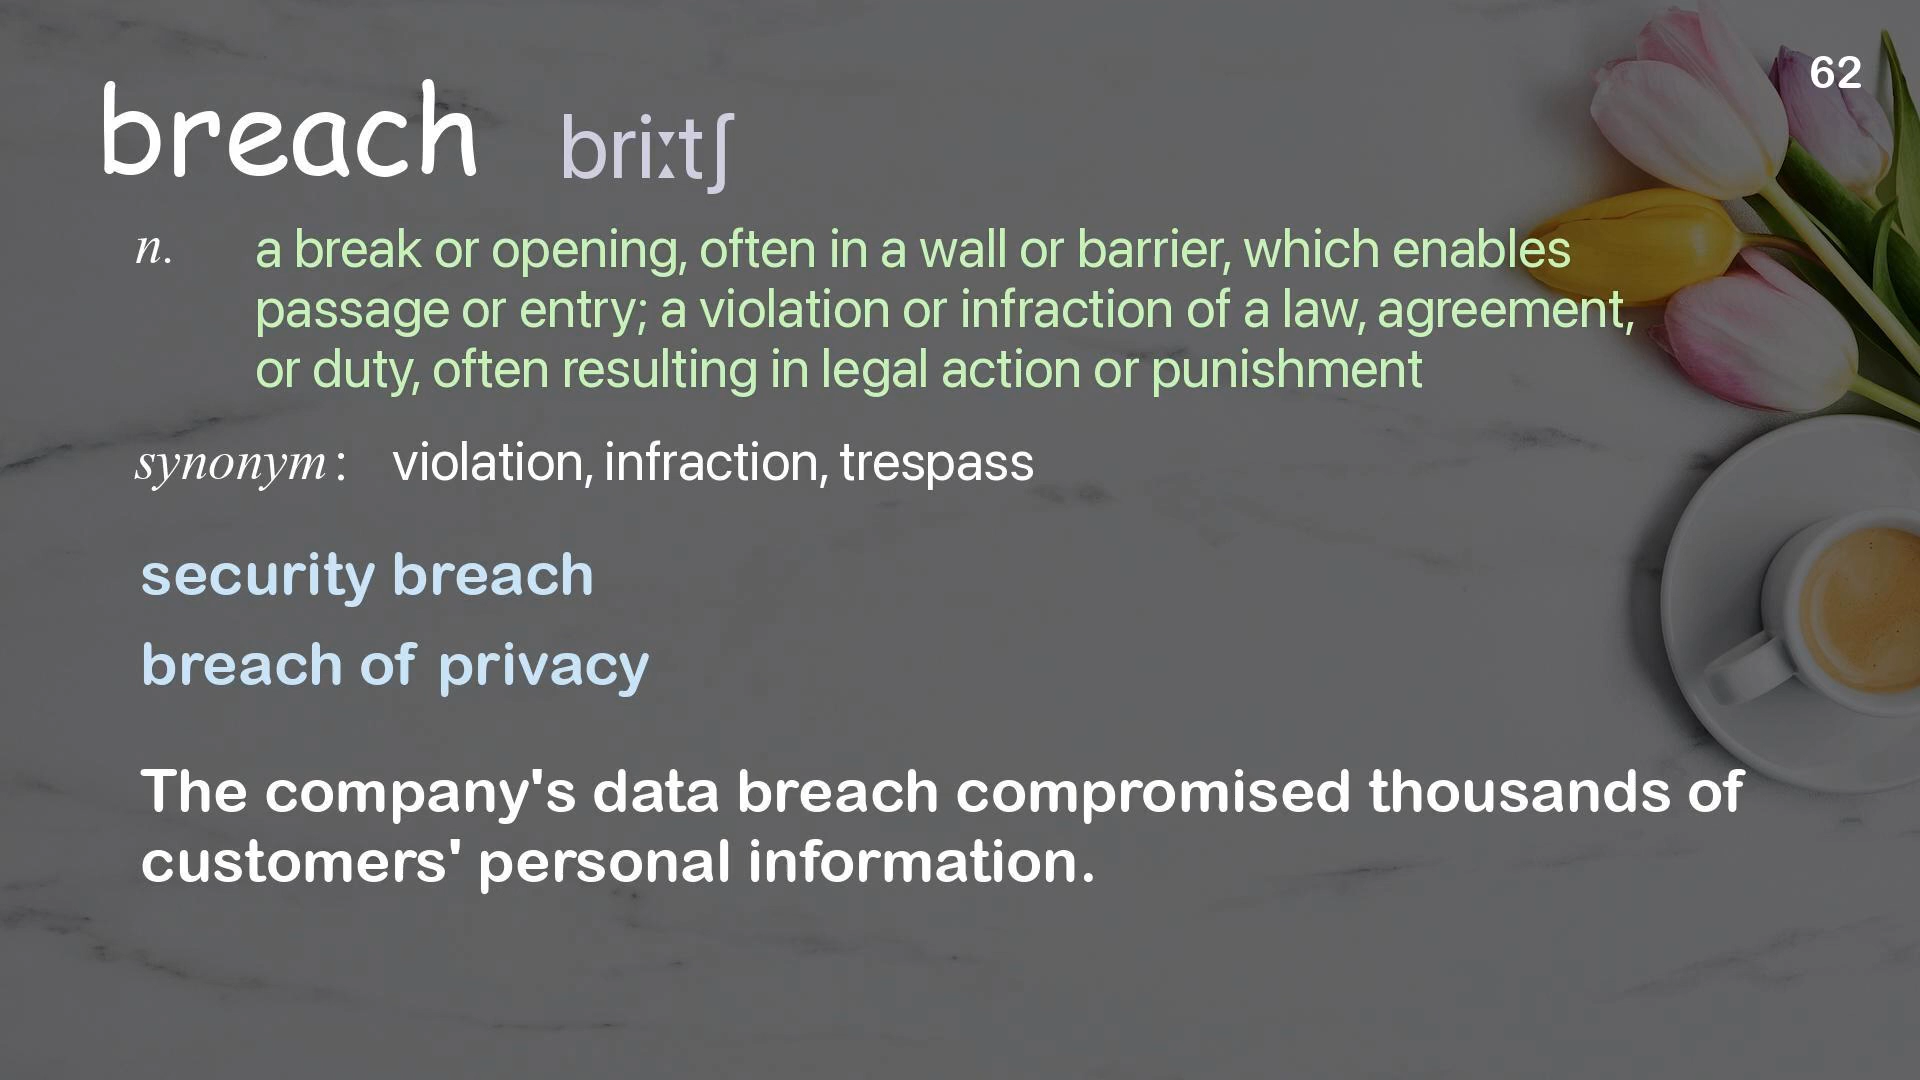 62
breach briːtʃ
n. a break or opening, often in a wall or barrier, which enables
passage or entry; a violation or infraction of a law, agreement,
or duty, often resulting in legal action or punishment
synonym: violation, infraction, trespass
security breach
breach of privacy
The company's data breach compromised thousands of
customers' personal information.